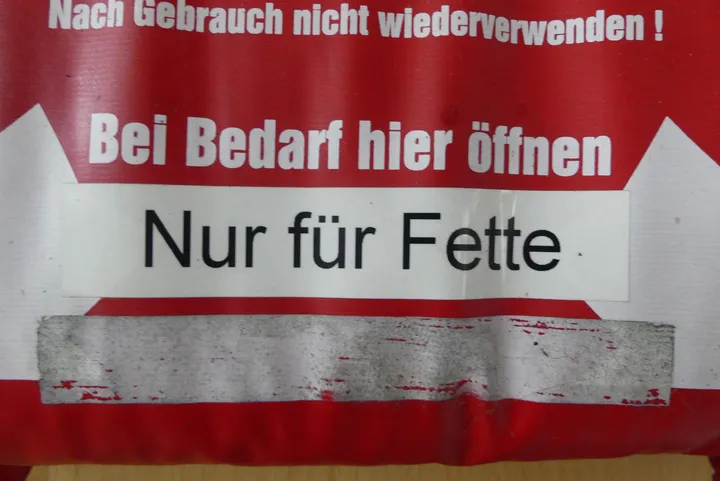 Nach Gebrauch nicht wiederverwenden !
Bei Bedarf hier öffnen
Nur für Fette